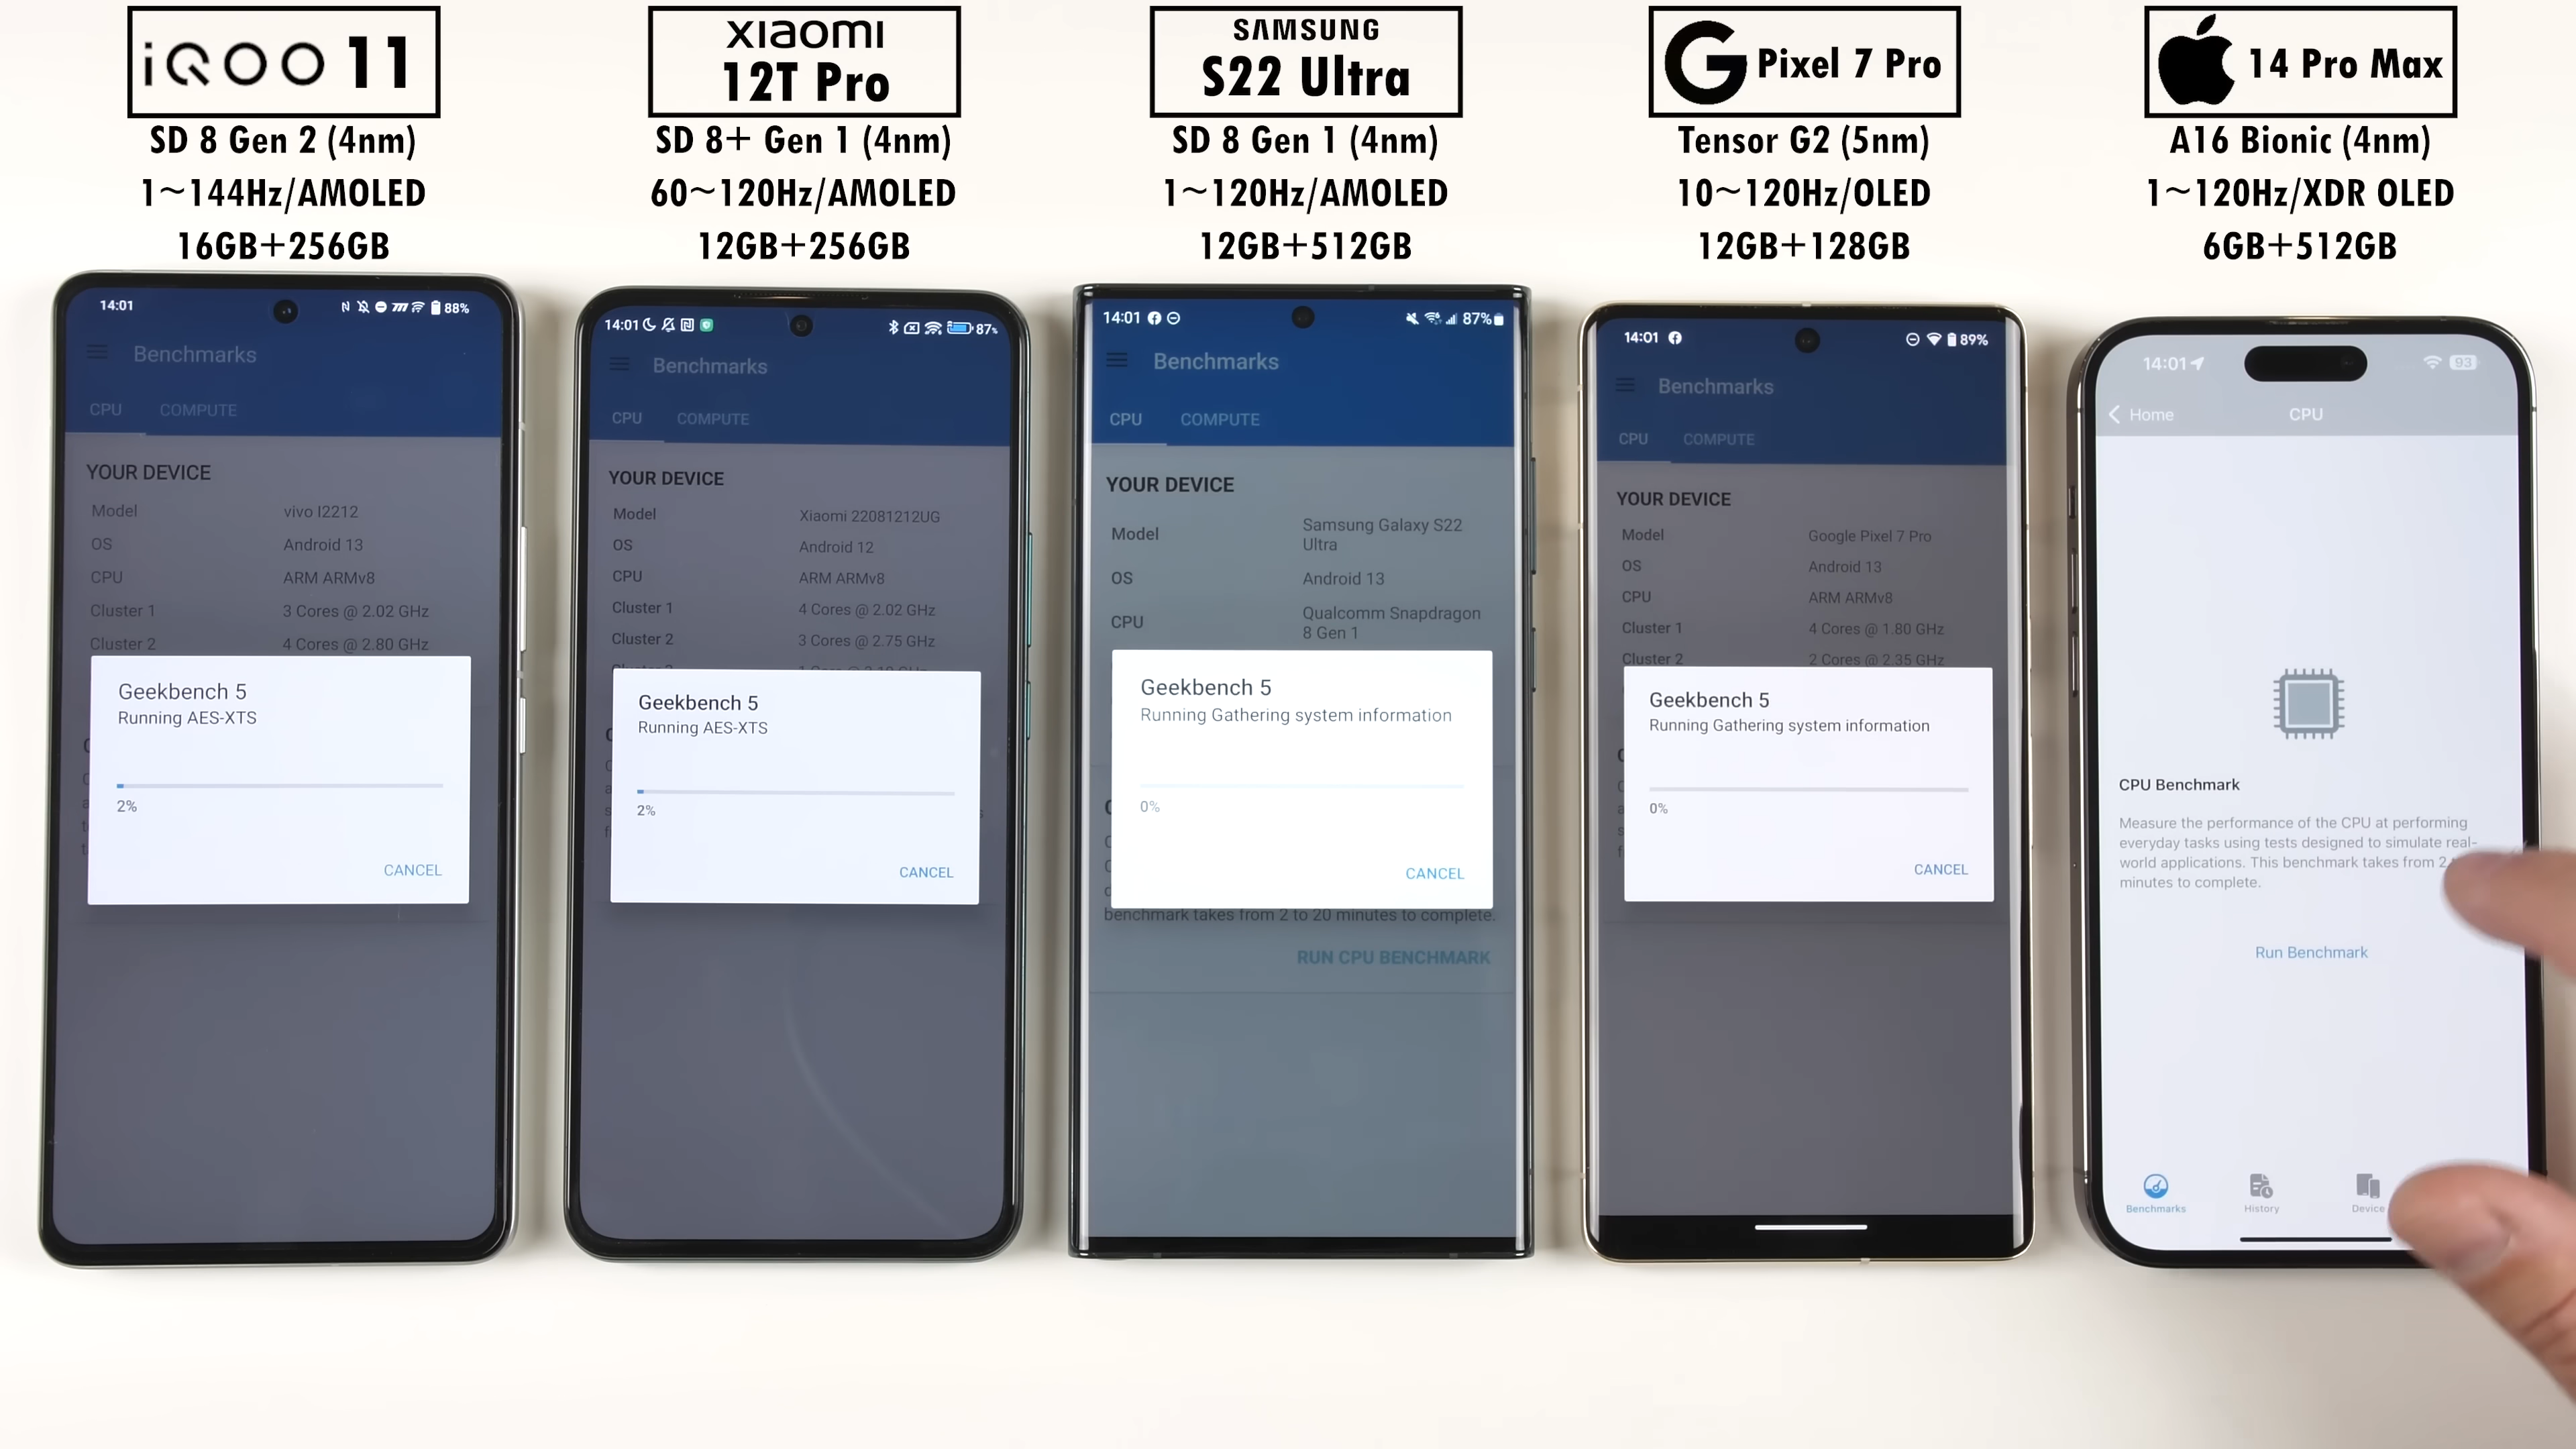 iQOO 11
SD 8 Gen 2 (4nm)
1~144Hz/AMOLED
16GB+256GB
xiaomi
12T Pro
SD 8+ Gen 1 (4nm)
60~120Hz/AMOLED
12GB+256GB
SAMSUNG
S22 Ultra
SD 8 Gen 1 (4nm)
1~120Hz/AMOLED
12GB+512GB
G Pixel 7 Pro
Tensor G2 (5nm)
10~120Hz/OLED
12GB+128GB
14 Pro Max
A16 Bionic (4nm)
1~120Hz/XDR OLED
6GB+512GB
14:01 88%
Benchmarks
CPU COMPUTE
YOUR DEVICE
Model vivo I2212
OS Android 13
CPU ARM ARMv8
Cluster 1 3 Cores @ 2.02 GHz
Cluster 2 4 Cores @ 2.80 GHz
Geekbench 5
Running AES-XTS
2%
CANCEL
14:01 87%
Benchmarks
CPU COMPUTE
YOUR DEVICE
Model Xiaomi 22081212UG
OS Android 12
CPU ARM ARMv8
Cluster 1 4 Cores @ 2.02 GHz
Cluster 2 3 Cores @ 2.75 GHz
Geekbench 5
Running AES-XTS
2%
CANCEL
14:01 87%
Benchmarks
CPU COMPUTE
YOUR DEVICE
Model Samsung Galaxy S22
Ultra
OS Android 13
CPU Qualcomm Snapdragon
8 Gen 1
Geekbench 5
Running Gathering system information
0%
CANCEL
benchmark takes from 2 to 20 minutes to complete.
RUN CPU BENCHMARK
14:01 89%
Benchmarks
CPU COMPUTE
YOUR DEVICE
Model Google Pixel 7 Pro
OS Android 13
CPU ARM ARMv8
Cluster 1 4 Cores @ 1.80 GHz
Cluster 2 2 Cores @ 2.35 GHz
Geekbench 5
Running Gathering system information
0%
CANCEL
14:01 93
Home CPU
CPU Benchmark
Measure the performance of the CPU at performing
everyday tasks using tests designed to simulate real-
world applications. This benchmark takes from 2
minutes to complete.
Run Benchmark
Benchmarks History Device